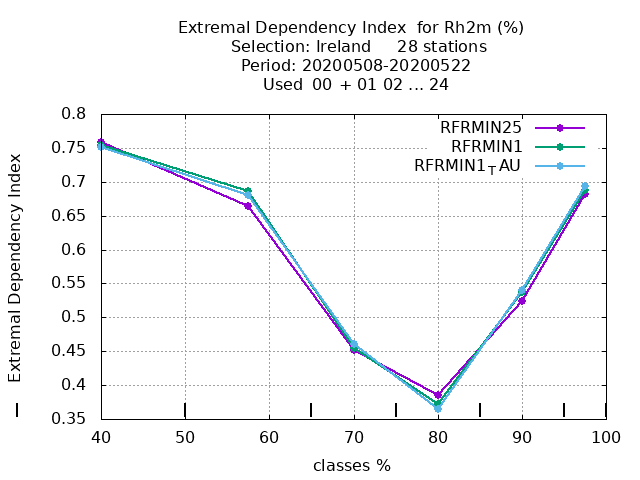 Extremal Dependency Index for Rh2m (%)
Selection: Ireland 28 stations
Period: 20200508-20200522
Used 00 + 01 02 ... 24
RFRMIN25
RFRMIN1
RFRMIN1TAU
0.8
0.75
0.7
0.65
0.6
0.55
0.5
0.45
0.4
0.35
Extremal Dependency Index
40 50 60 70 80 90 100
classes %